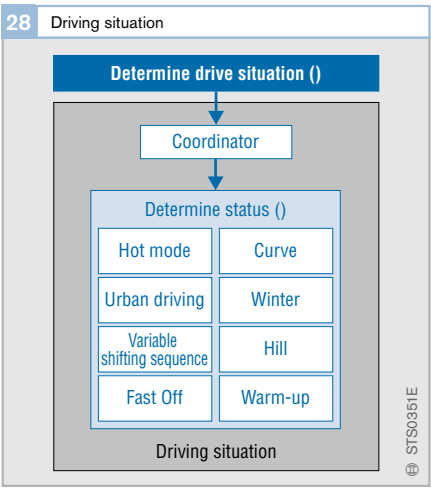 28 Driving situation
Determine drive situation ()
Coordinator
Determine status ()
Hot mode
Curve
Urban driving
Winter
Variable
shifting sequence
Hill
Fast Off
Warm-up
Driving situation
STS0351E